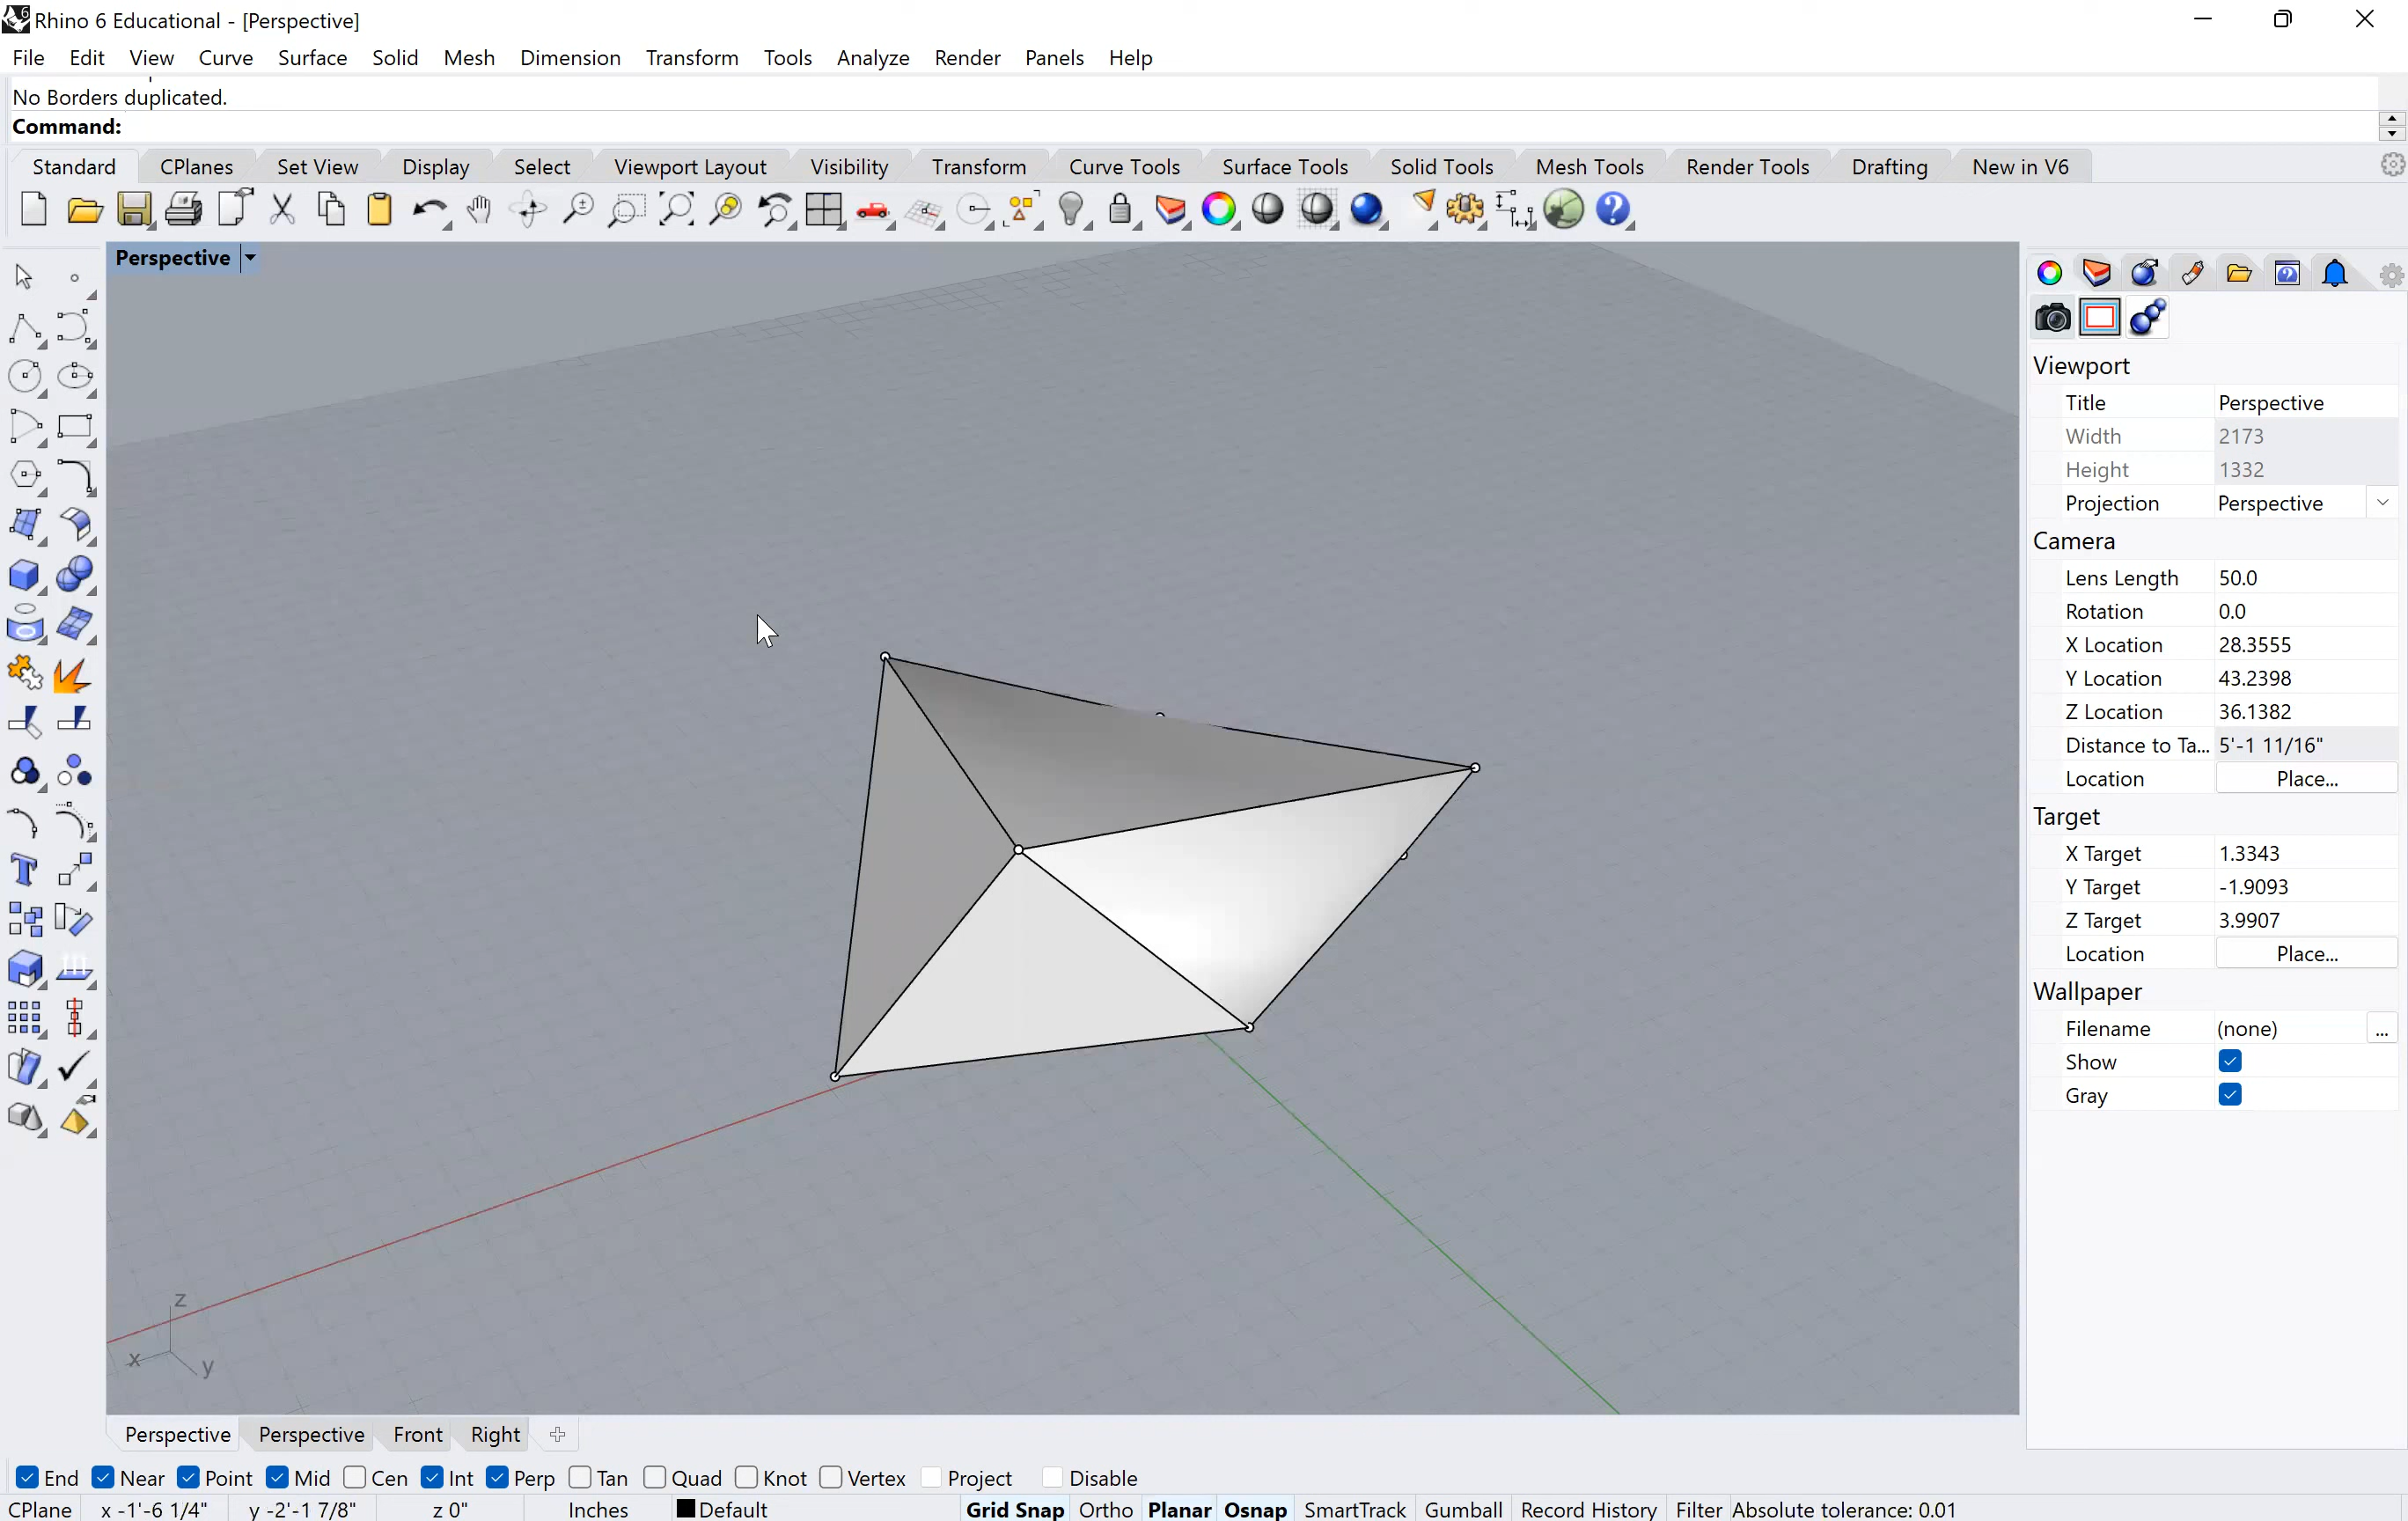 Rhino 6 Educational - [Perspective]
File Edit View Curve Surface Solid Mesh Dimension Transform Tools Analyze Render Panels Help
No Borders duplicated.
Command:
Standard CPlanes Set View Display Select Viewport Layout Visibility Transform Curve Tools Surface Tools Solid Tools Mesh Tools Render Tools Drafting New in V6
Perspective
Viewport
Title Perspective
Width 2173
Height 1332
Projection Perspective
Camera
Lens Length 50.0
Rotation 0.0
X Location 28.3555
Y Location 43.2398
Z Location 36.1382
Distance to Ta... 5'-1 11/16"
Location Place...
Target
X Target 1.3343
Y Target -1.9093
Z Target 3.9907
Location Place...
Wallpaper
Filename (none) ...
Show
Gray
z
x y
Perspective Perspective Front Right
End Near Point Mid Cen Int Perp Tan Quad Knot Vertex Project Disable
CPlane x -1'-6 1/4" y -2'-1 7/8" z 0" Inches Default Grid Snap Ortho Planar Osnap SmartTrack Gumball Record History Filter Absolute tolerance: 0.01